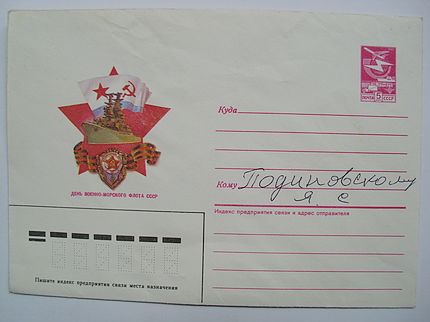 ПОЧТА 5 СССР
Куда
Кому Подиновскому
Я. С
ДЕНЬ ВОЕННО-МОРСКОГО ФЛОТА СССР
Индекс предприятия связи и адрес отправителя
Пишите индекс предприятия связи места назначения